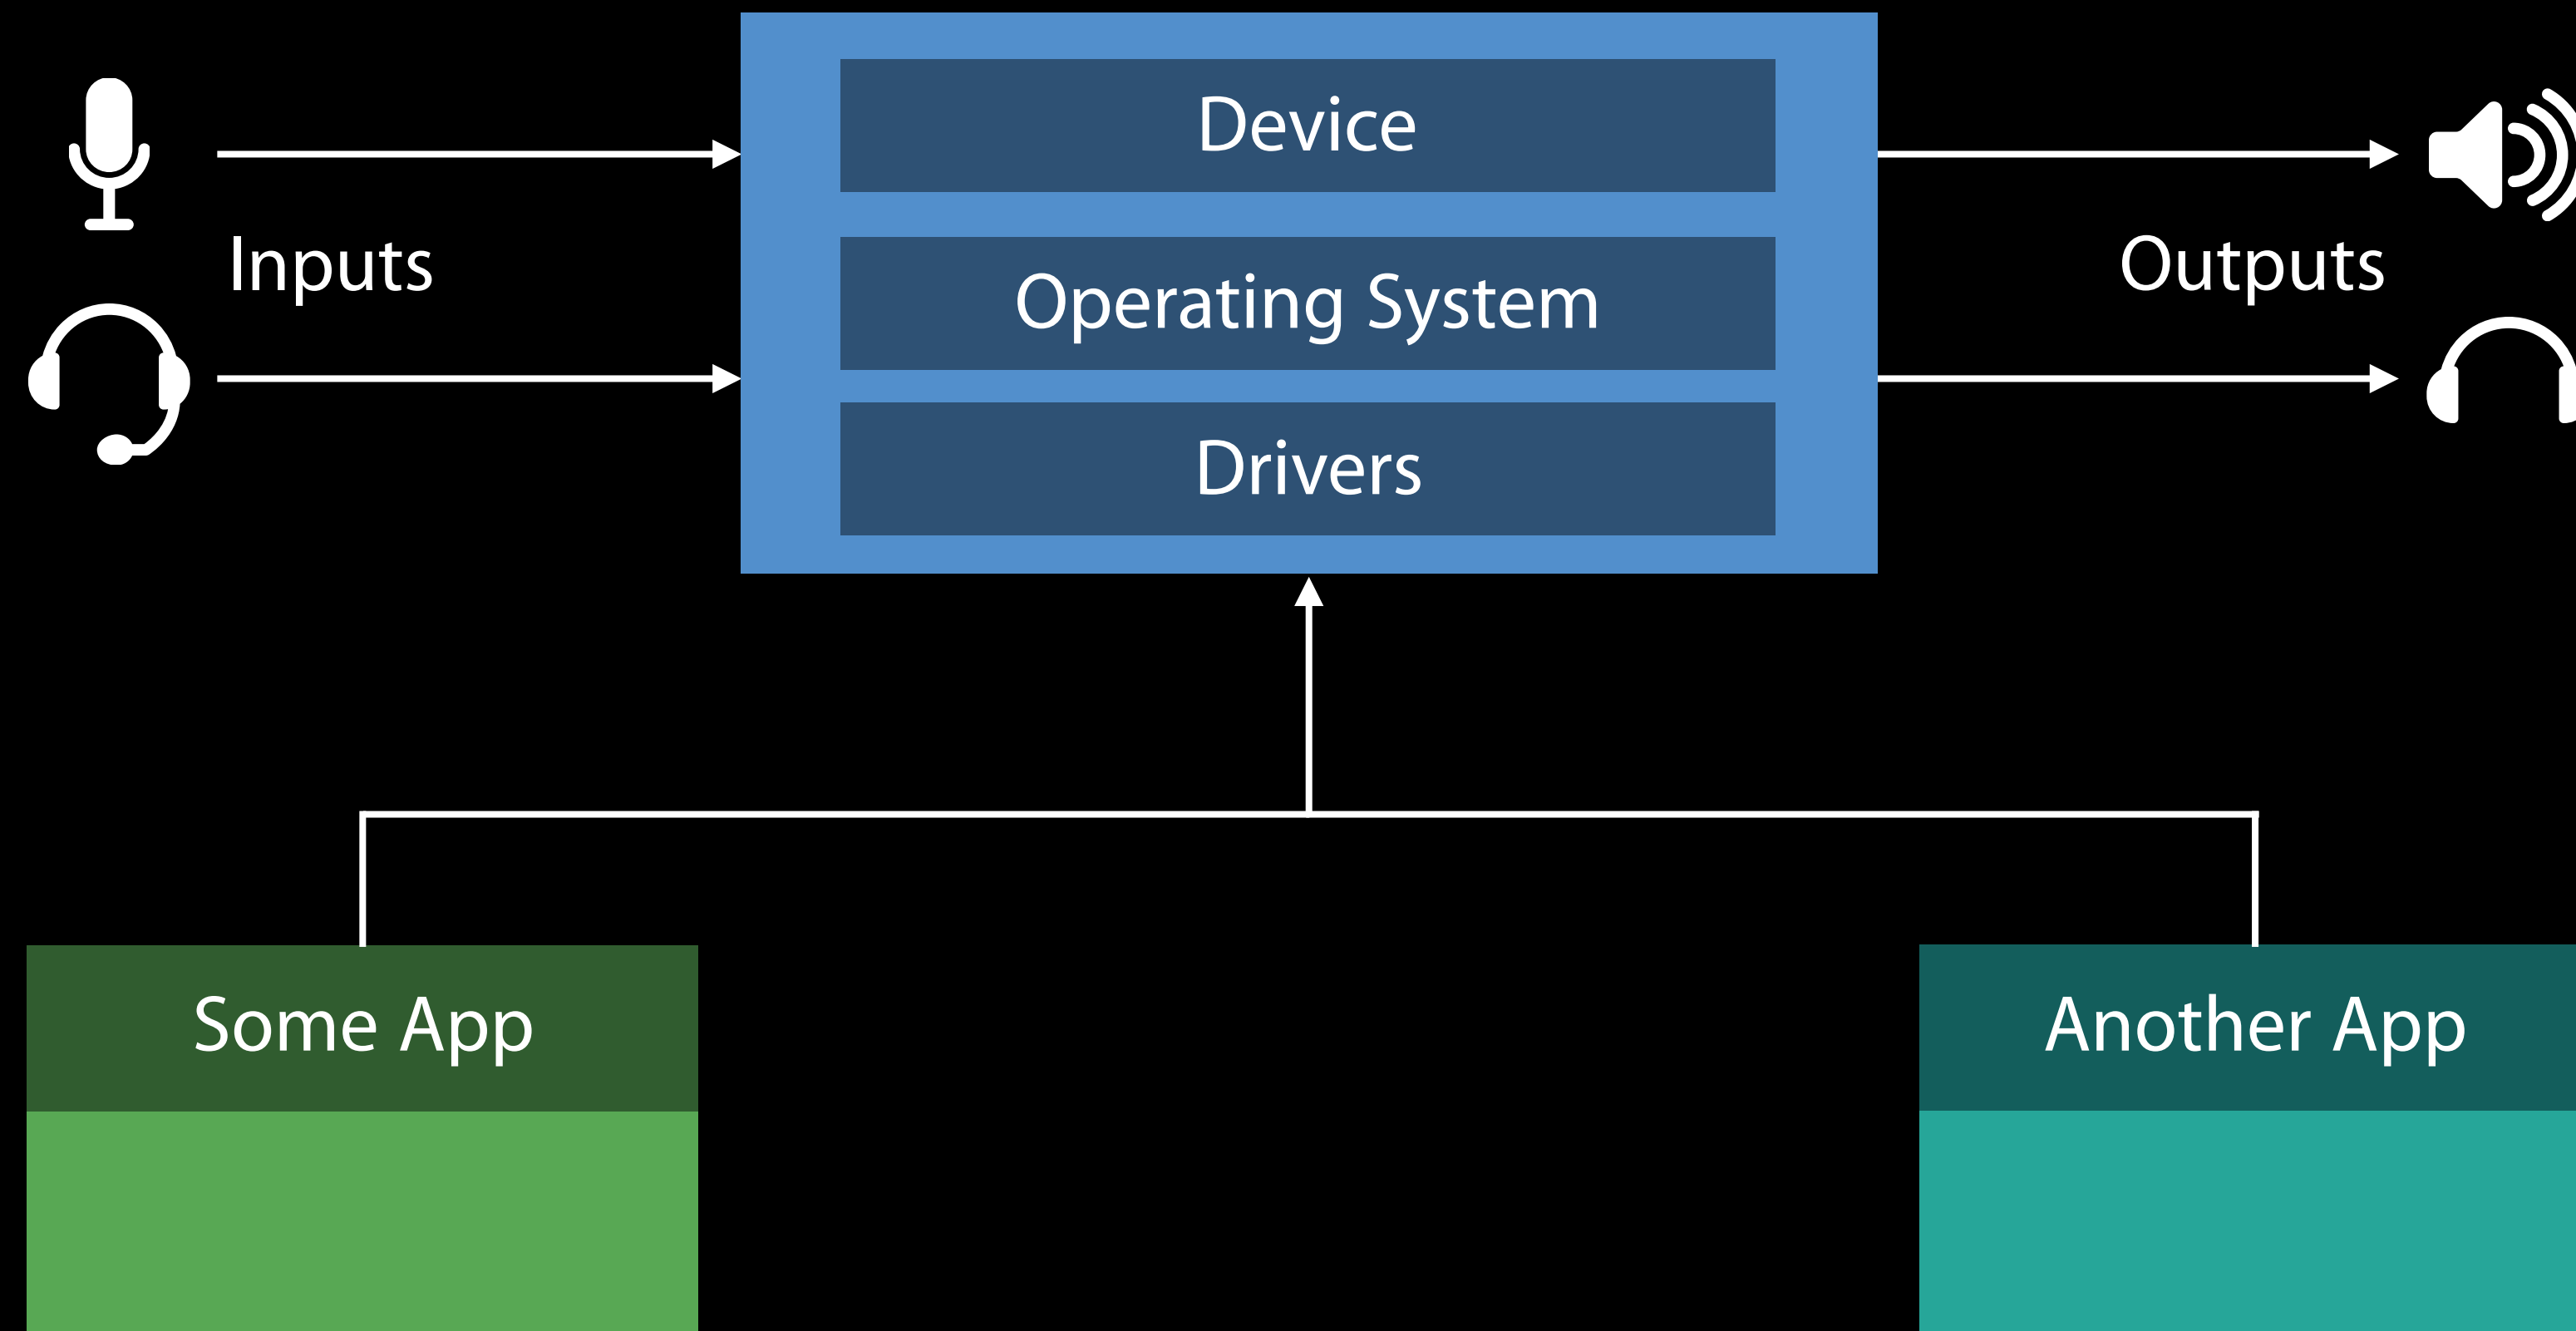 Device
Inputs
Operating System
Outputs
Drivers
Some App
Another App